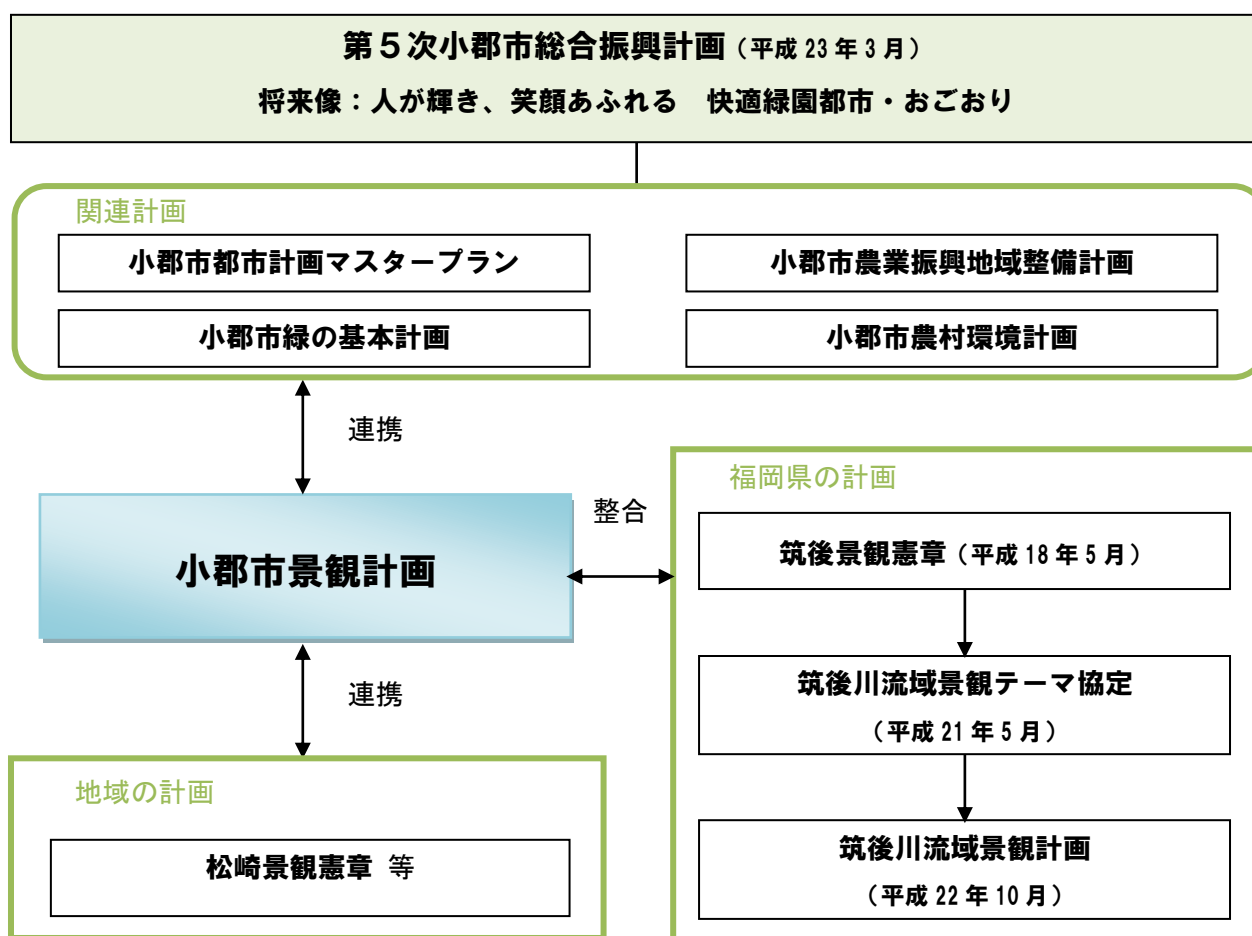 第５次小郡市総合振興計画（平成 23 年 3 月）
将来像：人が輝き、笑顔あふれる　快適緑園都市・おごおり
関連計画
小郡市都市計画マスタープラン
小郡市農業振興地域整備計画
小郡市緑の基本計画
小郡市農村環境計画
連携
福岡県の計画
整合
小郡市景観計画
筑後景観憲章（平成 18 年 5 月）
筑後川流域景観テーマ協定
（平成 21 年 5 月）
連携
地域の計画
松崎景観憲章 等
筑後川流域景観計画
（平成 22 年 10 月）